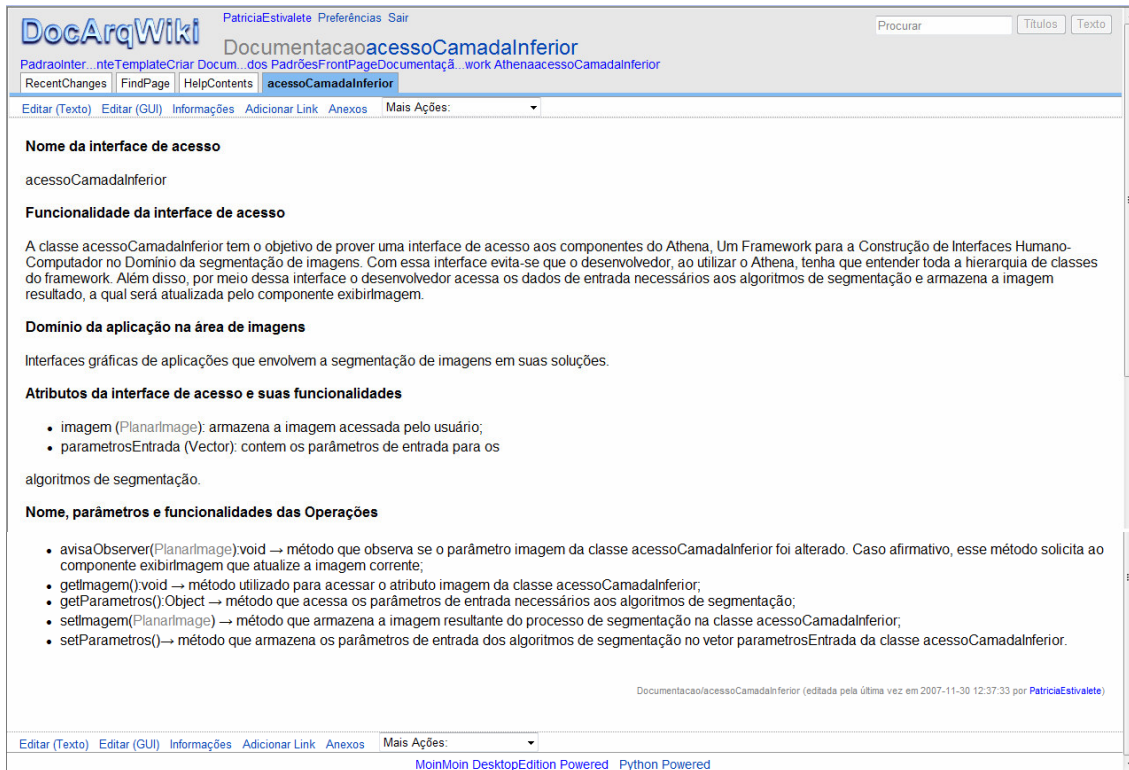 DocArqWiki
PatriciaEstivalete Preferências Sair
Procurar
Títulos
Texto
DocumentacaoacessoCamadaInferior
PadraoInter...nteTemplateCriar Docum...dos PadrõesFrontPageDocumentaçã...work AthenaacessoCamadaInferior
RecentChanges FindPage HelpContents acessoCamadaInferior
Editar (Texto) Editar (GUI) Informações Adicionar Link Anexos Mais Ações:
Nome da interface de acesso
acessoCamadaInferior
Funcionalidade da interface de acesso
A classe acessoCamadaInferior tem o objetivo de prover uma interface de acesso aos componentes do Athena, Um Framework para a Construção de Interfaces Humano-
Computador no Domínio da segmentação de imagens. Com essa interface evita-se que o desenvolvedor, ao utilizar o Athena, tenha que entender toda a hierarquia de classes
do framework. Além disso, por meio dessa interface o desenvolvedor acessa os dados de entrada necessários aos algoritmos de segmentação e armazena a imagem
resultado, a qual será atualizada pelo componente exibirImagem.
Domínio da aplicação na área de imagens
Interfaces gráficas de aplicações que envolvem a segmentação de imagens em suas soluções.
Atributos da interface de acesso e suas funcionalidades
• imagem (PlanarImage): armazena a imagem acessada pelo usuário;
• parametrosEntrada (Vector): contem os parâmetros de entrada para os
algoritmos de segmentação.
Nome, parâmetros e funcionalidades das Operações
• avisaObserver(PlanarImage):void → método que observa se o parâmetro imagem da classe acessoCamadaInferior foi alterado. Caso afirmativo, esse método solicita ao
componente exibirImagem que atualize a imagem corrente;
• getImagem():void → método utilizado para acessar o atributo imagem da classe acessoCamadaInferior;
• getParametros():Object → método que acessa os parâmetros de entrada necessários aos algoritmos de segmentação;
• setImagem(PlanarImage) → método que armazena a imagem resultante do processo de segmentação na classe acessoCamadaInferior;
• setParametros()→ método que armazena os parâmetros de entrada dos algoritmos de segmentação no vetor parametrosEntrada da classe acessoCamadaInferior.
Documentacao/acessoCamadaInferior (editada pela última vez em 2007-11-30 12:37:33 por PatriciaEstivalete)
Editar (Texto) Editar (GUI) Informações Adicionar Link Anexos Mais Ações:
MoinMoin DesktopEdition Powered Python Powered